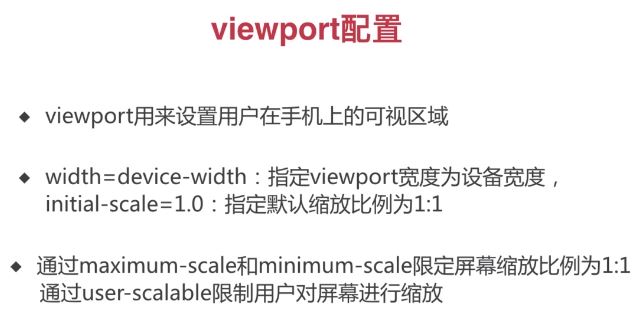 viewport配置
◆ viewport用来设置用户在手机上的可视区域
◆ width=device-width：指定viewport宽度为设备宽度，
initial-scale=1.0：指定默认缩放比例为1:1
◆ 通过maximum-scale和minimum-scale限定屏幕缩放比例为1:1
通过user-scalable限制用户对屏幕进行缩放